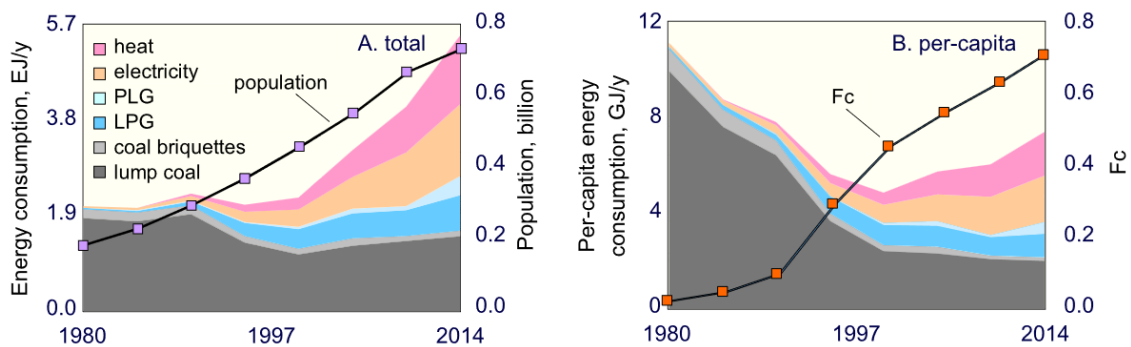 Energy consumption, EJ/y
5.7
3.8
1.9
0.0
A. total
heat
electricity
PLG
LPG
coal briquettes
lump coal
population
0.8
0.6
0.4
0.2
0.0
Population, billion
1980
1997
2014
Per-capita energy
consumption, GJ/y
12
8
4
0
B. per-capita
Fc
0.8
0.6
0.4
0.2
0.0
Fc
1980
1997
2014